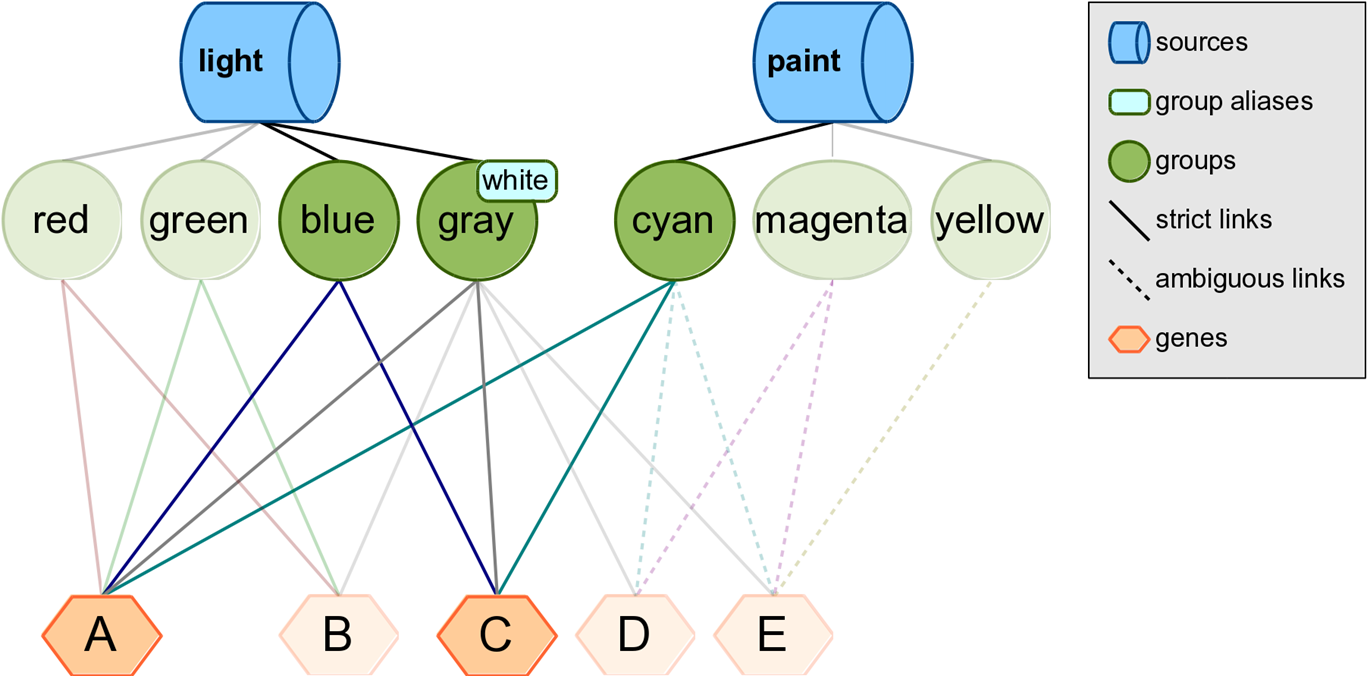 light
paint
sources
group aliases
groups
strict links
ambiguous links
genes
white
red
green
blue
gray
cyan
magenta
yellow
A
B
C
D
E